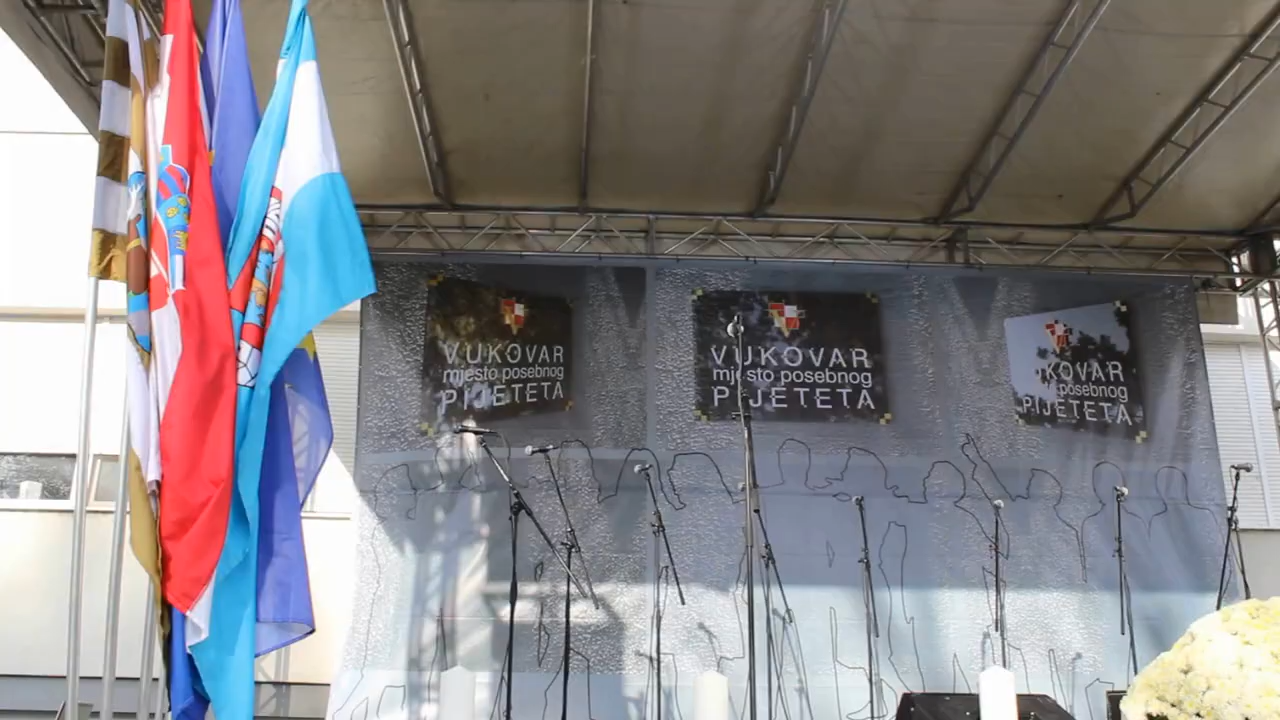 VUKOVAR
mjesto posebnog
PIJETETA
VUKOVAR
mjesto posebnog
PIJETETA
KOVAR
posebnog
PIJETETA